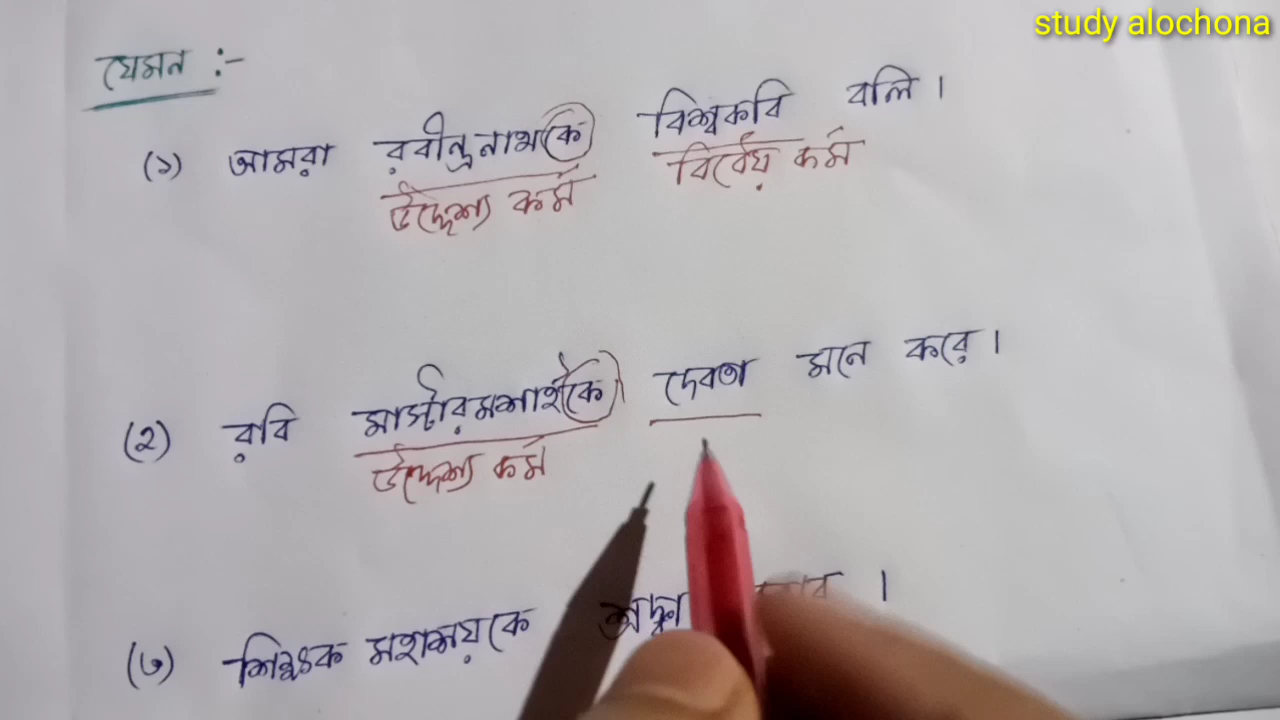 study alochona
যেমন :-
(১) আমরা রবীন্দ্রনাথকে বিশ্বকবি বলি ।
উদ্দেশ্য কর্ম বিধেয় কর্ম
(২) রবি মাস্টারমশাইকে দেবতা মনে করে ।
উদ্দেশ্য কর্ম
(৩) শিক্ষক মহাশয়কে শ্রদ্ধা ।